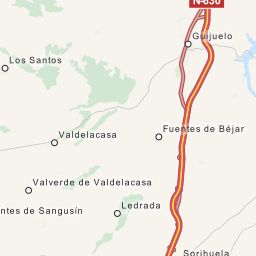 N-630
Guijuelo
Los Santos
Fuentes de Béjar
Valdelacasa
Valverde de Valdelacasa
Ledrada
ntes de Sangusín
Sorihuela